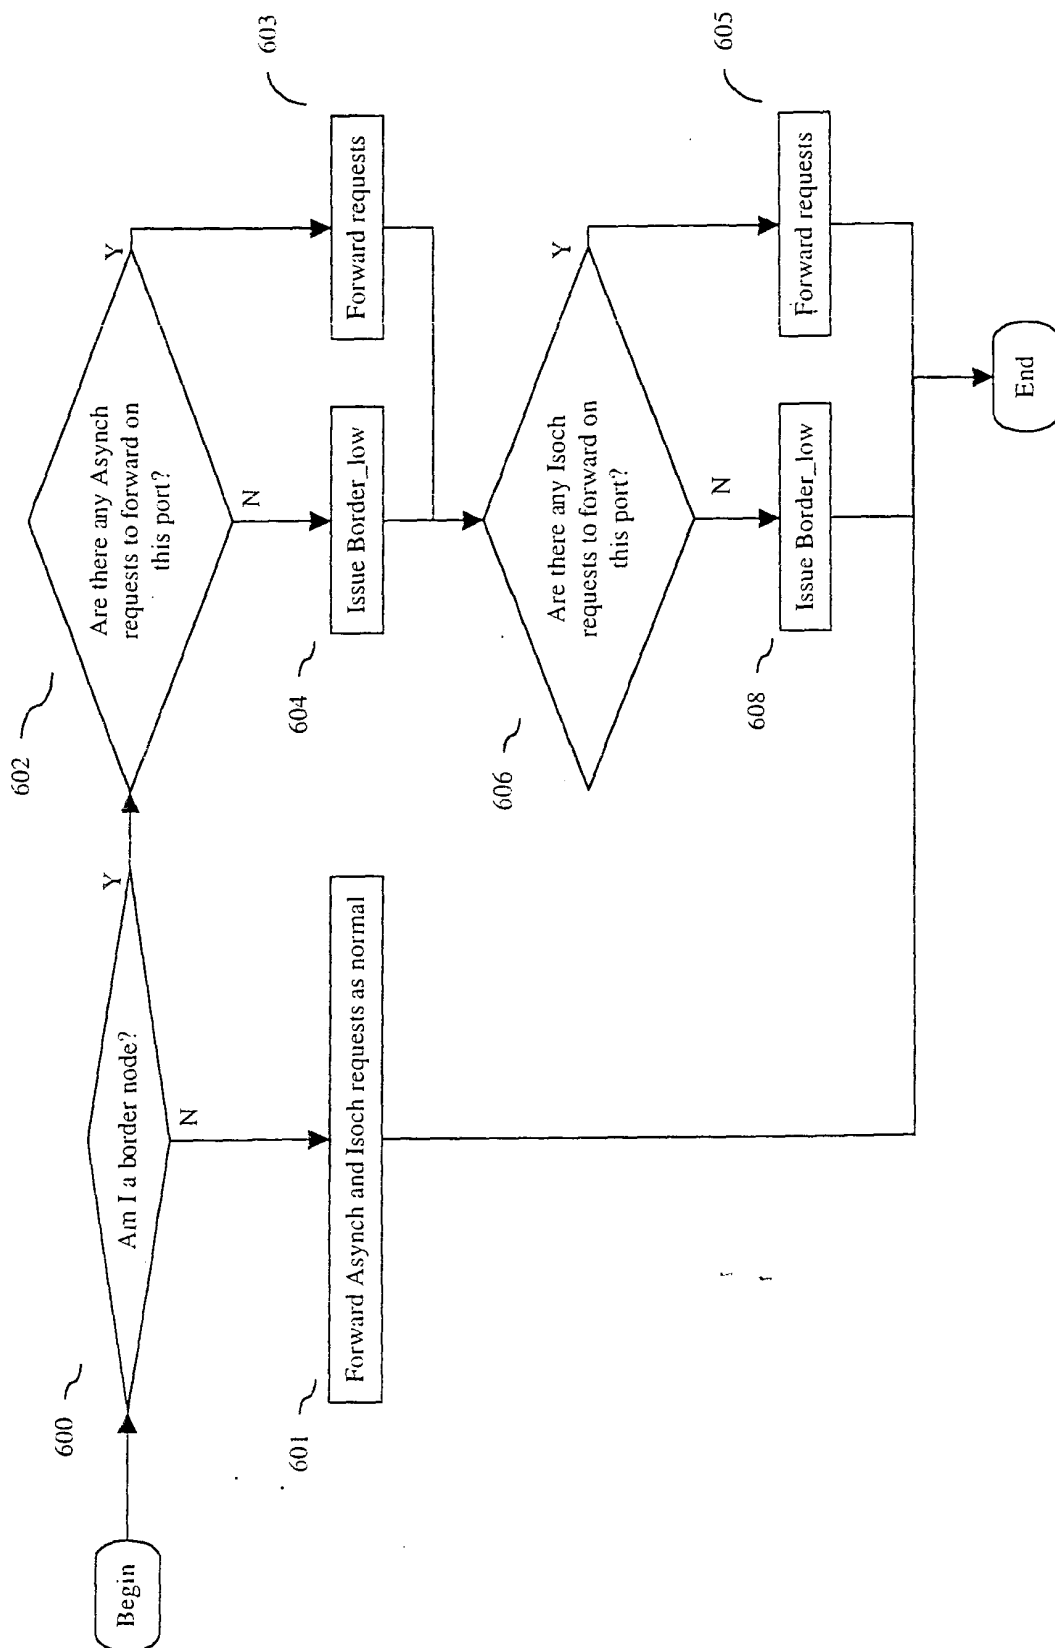 Begin
600
Am I a border node?
Y
N
601
Forward Asynch and Isoch requests as normal
602
Are there any Asynch
requests to forward on
this port?
Y
N
603
Forward requests
604
Issue Border_low
606
Are there any Isoch
requests to forward on
this port?
Y
N
605
Forward requests
608
Issue Border_low
End